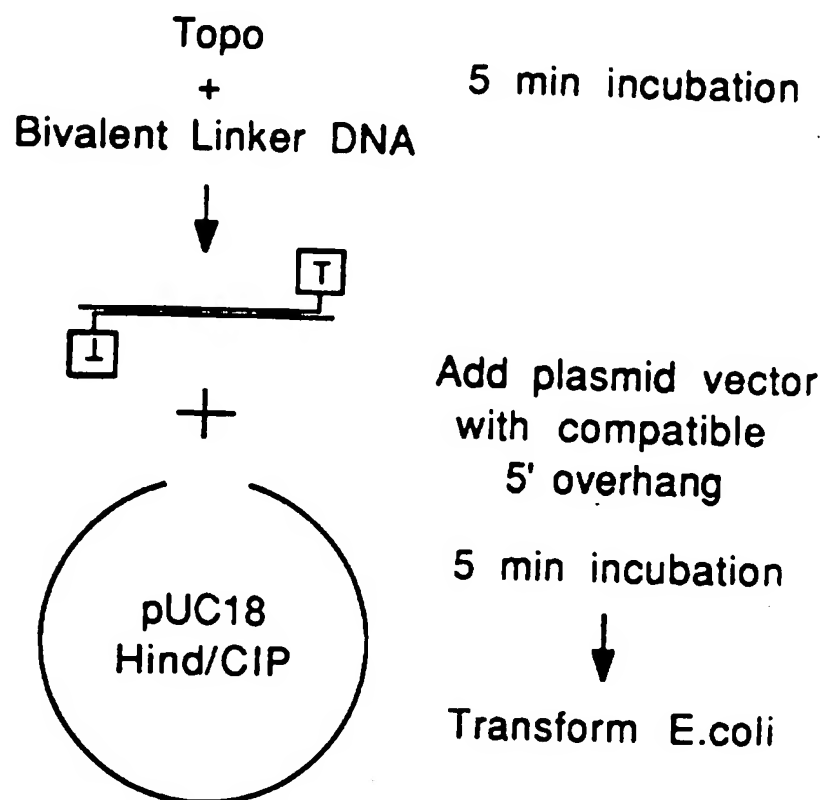 Topo
+
Bivalent Linker DNA
5 min incubation
T
T
+
Add plasmid vector
with compatible
5' overhang
pUC18
Hind/CIP
5 min incubation
Transform E.coli